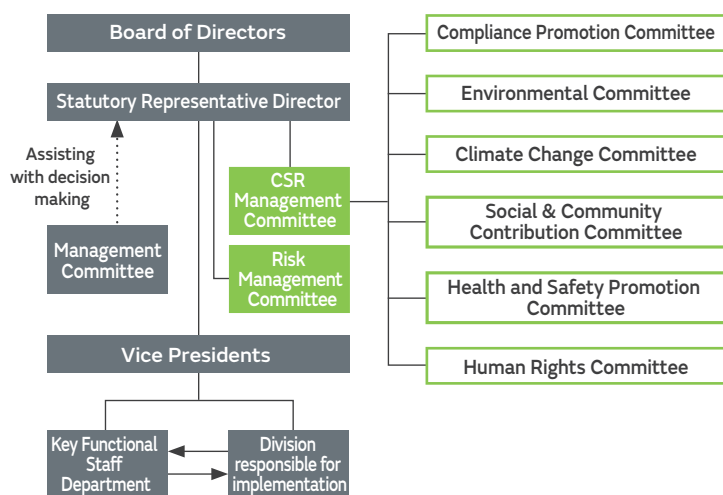 Board of Directors
Statutory Representative Director
Assisting
with decision
making
Management
Committee
CSR
Management
Committee
Risk
Management
Committee
Vice Presidents
Key Functional
Staff
Department
Division
responsible for
implementation
Compliance Promotion Committee
Environmental Committee
Climate Change Committee
Social & Community
Contribution Committee
Health and Safety Promotion
Committee
Human Rights Committee